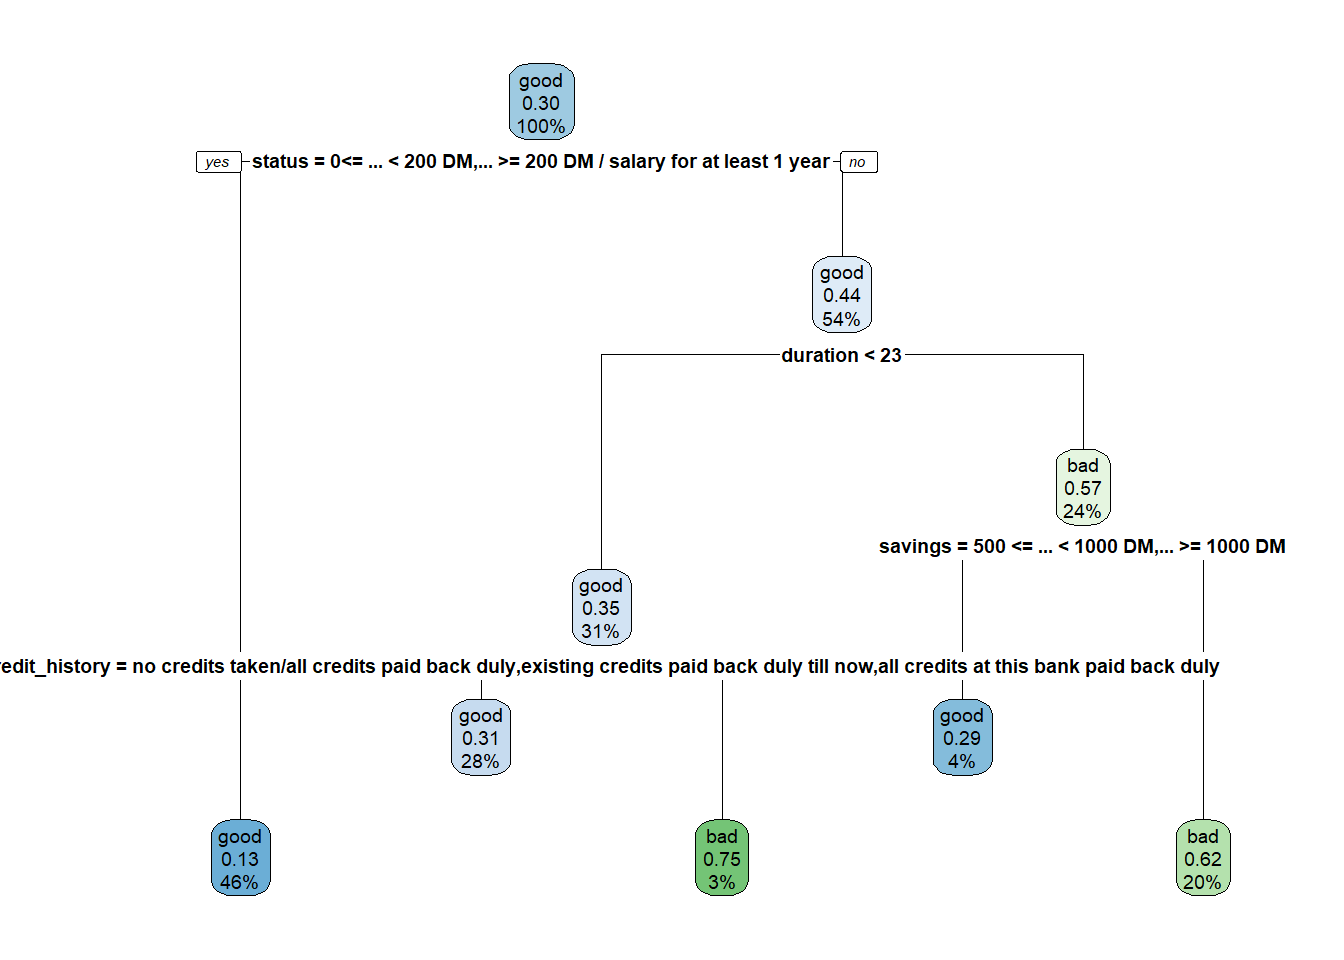 good
0.30
100%
yes
status = 0<= ... < 200 DM,... >= 200 DM / salary for at least 1 year
no
good
0.44
54%
duration < 23
bad
0.57
24%
savings = 500 <= ... < 1000 DM,... >= 1000 DM
good
0.35
31%
redit_history = no credits taken/all credits paid back duly,existing credits paid back duly till now,all credits at this bank paid back duly
good
0.31
28%
good
0.29
4%
good
0.13
46%
bad
0.75
3%
bad
0.62
20%